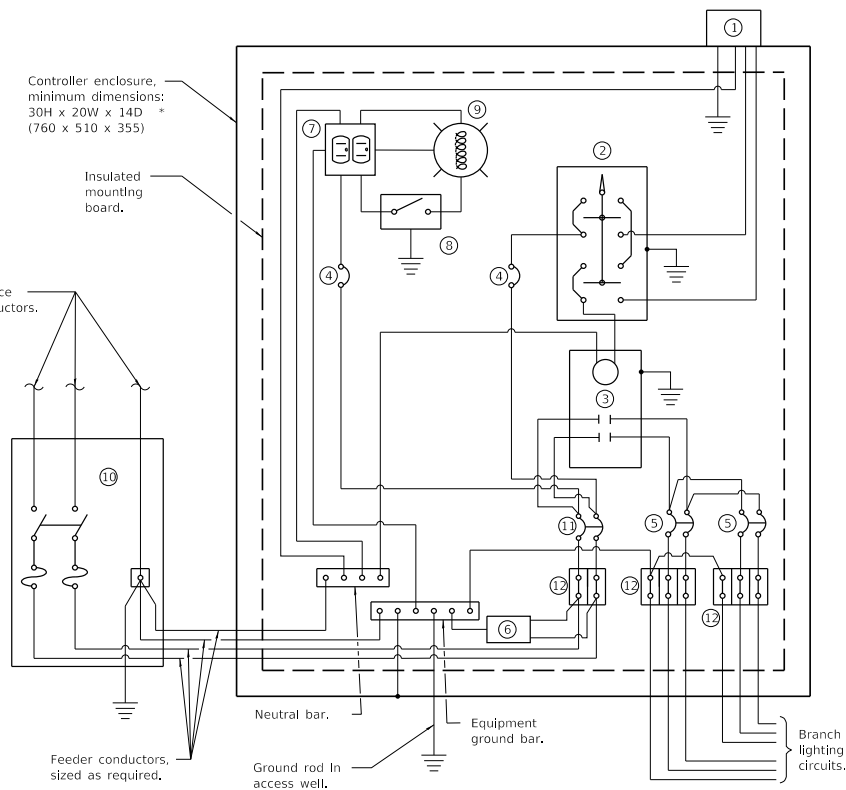 1
Controller enclosure,
minimum dimensions:
30H x 20W x 14D *
(760 x 510 x 355)
7
9
2
Insulated
mounting
board.
8
4
4
ce
uctors.
3
10
11
5
5
12
12
12
6
Neutral bar.
Equipment
ground bar.
Feeder conductors,
sized as required.
Ground rod in
access well.
Branch
lighting
circuits.